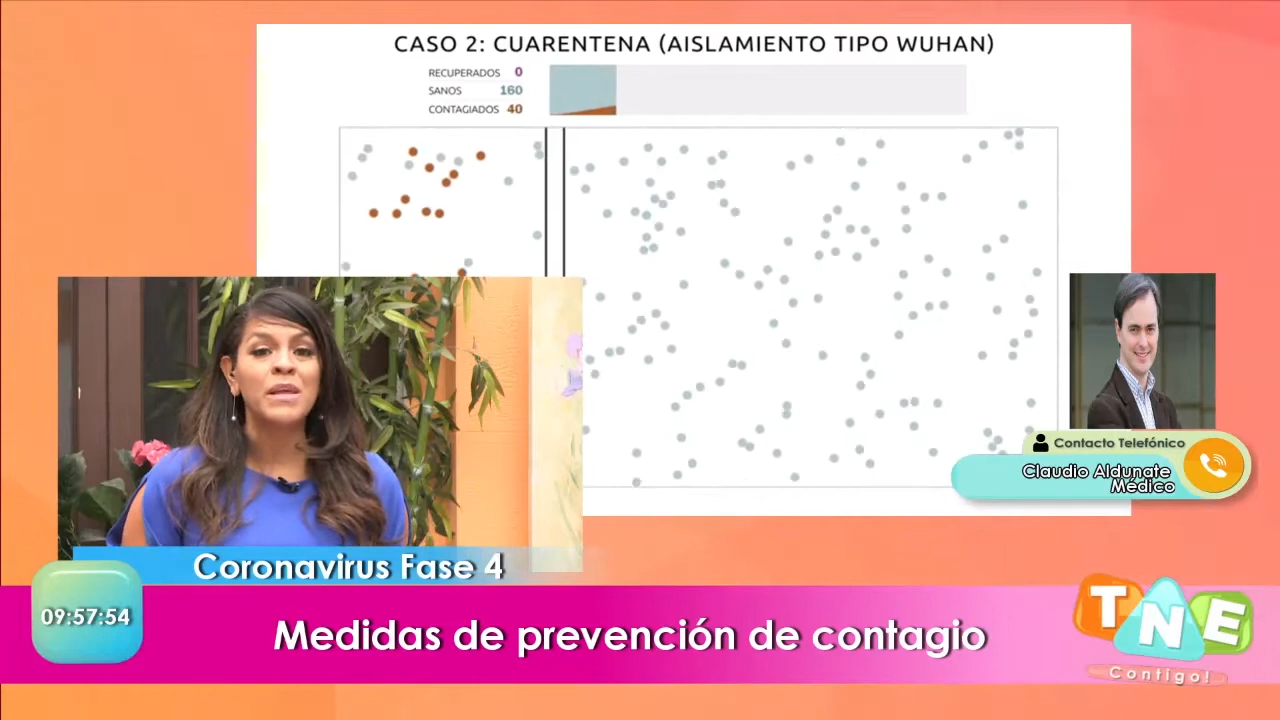 CASO 2: CUARENTENA (AISLAMIENTO TIPO WUHAN)
RECUPERADOS 0
SANOS 160
CONTAGIADOS 40
Contacto Telefónico
Claudio Aldunate
Médico
Coronavirus Fase 4
09:57:54
Medidas de prevención de contagio
TNE
Contigo!